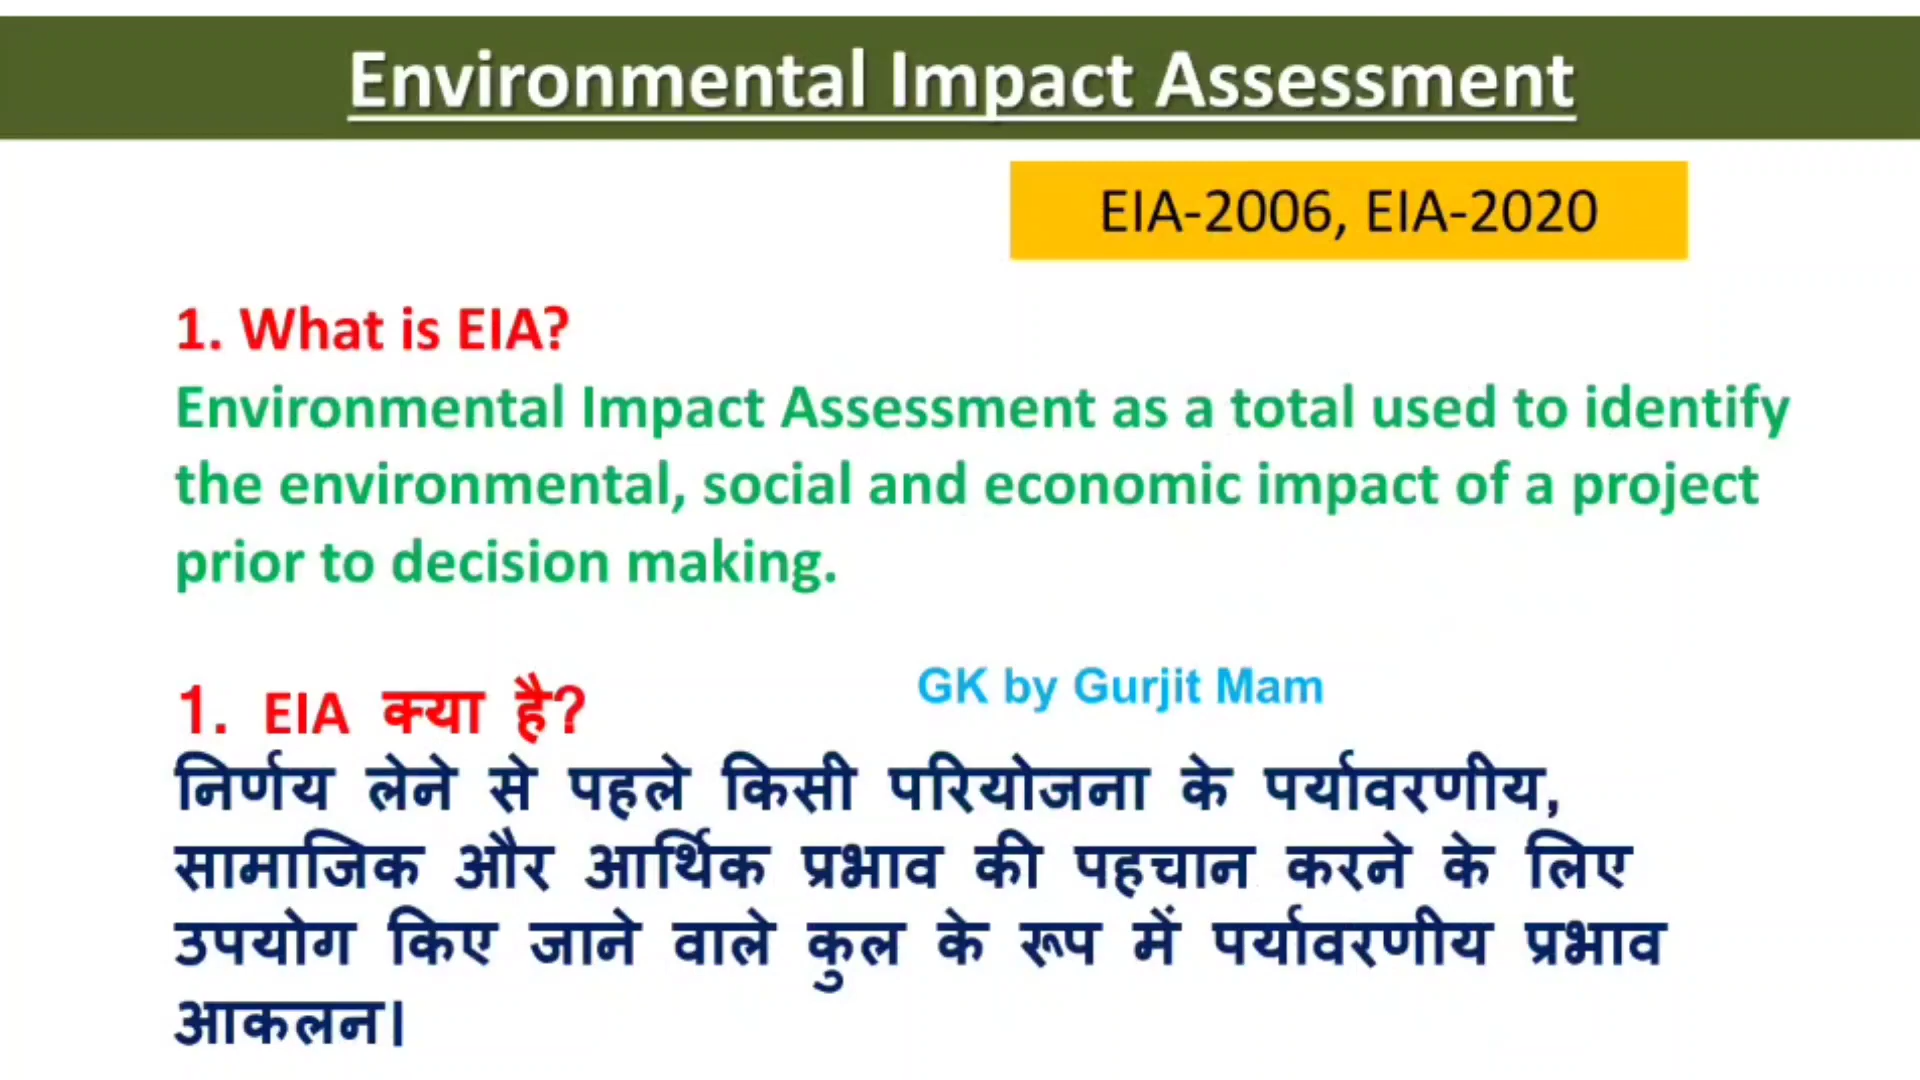 Environmental Impact Assessment
EIA-2006, EIA-2020
1. What is EIA?
Environmental Impact Assessment as a total used to identify
the environmental, social and economic impact of a project
prior to decision making.
GK by Gurjit Mam
1. EIA क्या है?
निर्णय लेने से पहले किसी परियोजना के पर्यावरणीय,
सामाजिक और आर्थिक प्रभाव की पहचान करने के लिए
उपयोग किए जाने वाले कुल के रूप में पर्यावरणीय प्रभाव
आकलन।